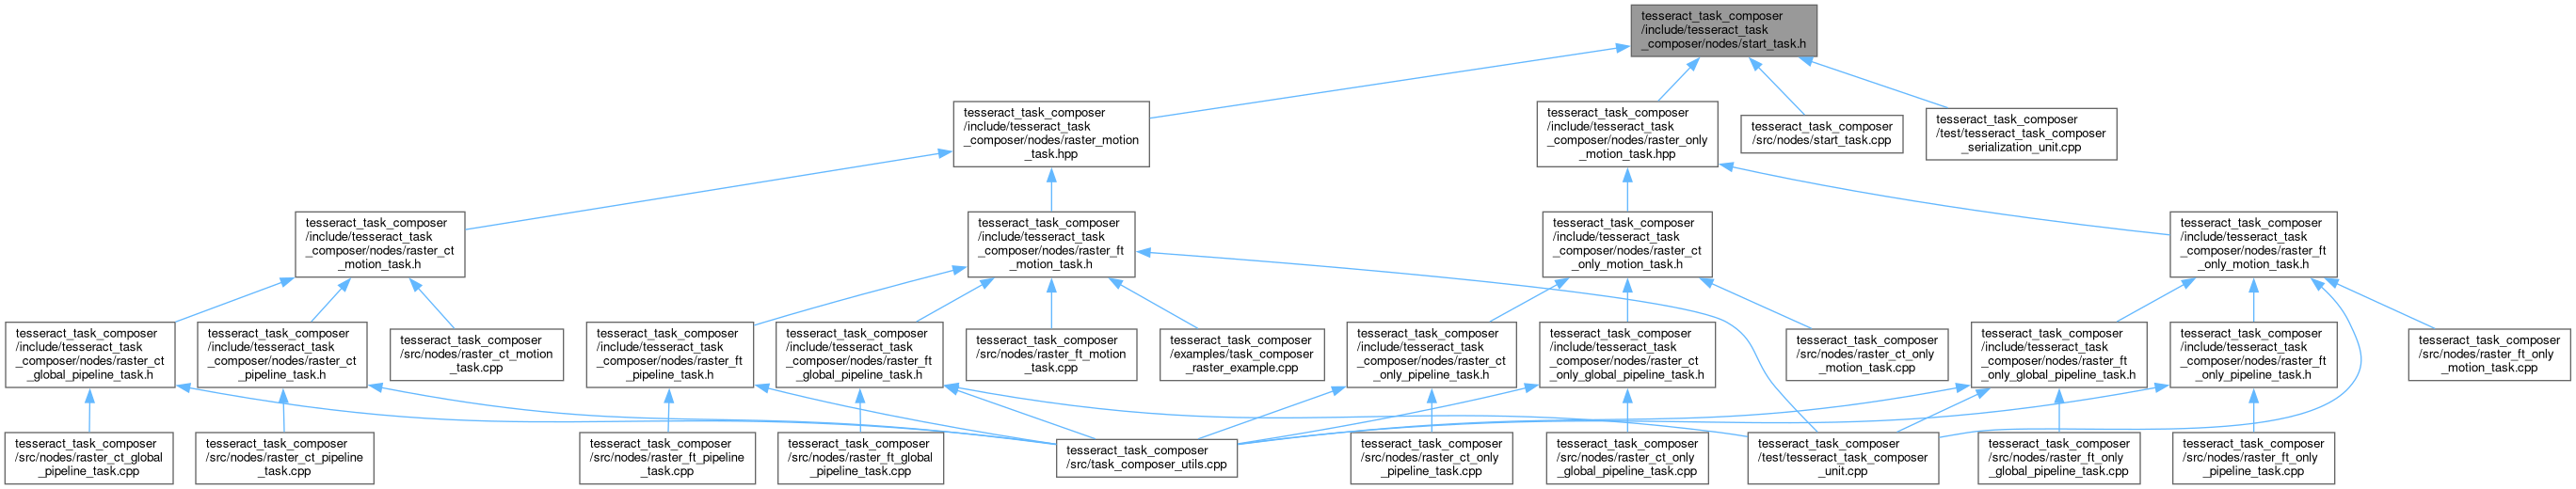 tesseract_task_composer
/include/tesseract_task
_composer/nodes/start_task.h
tesseract_task_composer
/include/tesseract_task
_composer/nodes/raster_motion
_task.hpp
tesseract_task_composer
/include/tesseract_task
_composer/nodes/raster_only
_motion_task.hpp
tesseract_task_composer
/src/nodes/start_task.cpp
tesseract_task_composer
/test/tesseract_task_composer
_serialization_unit.cpp
tesseract_task_composer
/include/tesseract_task
_composer/nodes/raster_ct
_motion_task.h
tesseract_task_composer
/include/tesseract_task
_composer/nodes/raster_ft
_motion_task.h
tesseract_task_composer
/include/tesseract_task
_composer/nodes/raster_ct
_only_motion_task.h
tesseract_task_composer
/include/tesseract_task
_composer/nodes/raster_ft
_only_motion_task.h
tesseract_task_composer
/include/tesseract_task
_composer/nodes/raster_ct
_global_pipeline_task.h
tesseract_task_composer
/include/tesseract_task
_composer/nodes/raster_ct
_pipeline_task.h
tesseract_task_composer
/src/nodes/raster_ct_motion
_task.cpp
tesseract_task_composer
/include/tesseract_task
_composer/nodes/raster_ft
_pipeline_task.h
tesseract_task_composer
/include/tesseract_task
_composer/nodes/raster_ft
_global_pipeline_task.h
tesseract_task_composer
/src/nodes/raster_ft_motion
_task.cpp
tesseract_task_composer
/examples/task_composer
_raster_example.cpp
tesseract_task_composer
/include/tesseract_task
_composer/nodes/raster_ct
_only_pipeline_task.h
tesseract_task_composer
/include/tesseract_task
_composer/nodes/raster_ct
_only_global_pipeline_task.h
tesseract_task_composer
/src/nodes/raster_ct_only
_motion_task.cpp
tesseract_task_composer
/include/tesseract_task
_composer/nodes/raster_ft
_only_global_pipeline_task.h
tesseract_task_composer
/include/tesseract_task
_composer/nodes/raster_ft
_only_pipeline_task.h
tesseract_task_composer
/src/nodes/raster_ft_only
_motion_task.cpp
tesseract_task_composer
/src/nodes/raster_ct_global
_pipeline_task.cpp
tesseract_task_composer
/src/nodes/raster_ct_pipeline
_task.cpp
tesseract_task_composer
/src/nodes/raster_ft_pipeline
_task.cpp
tesseract_task_composer
/src/nodes/raster_ft_global
_pipeline_task.cpp
tesseract_task_composer
/src/task_composer_utils.cpp
tesseract_task_composer
/src/nodes/raster_ct_only
_pipeline_task.cpp
tesseract_task_composer
/src/nodes/raster_ct_only
_global_pipeline_task.cpp
tesseract_task_composer
/test/tesseract_task_composer
_unit.cpp
tesseract_task_composer
/src/nodes/raster_ft_only
_global_pipeline_task.cpp
tesseract_task_composer
/src/nodes/raster_ft_only
_pipeline_task.cpp